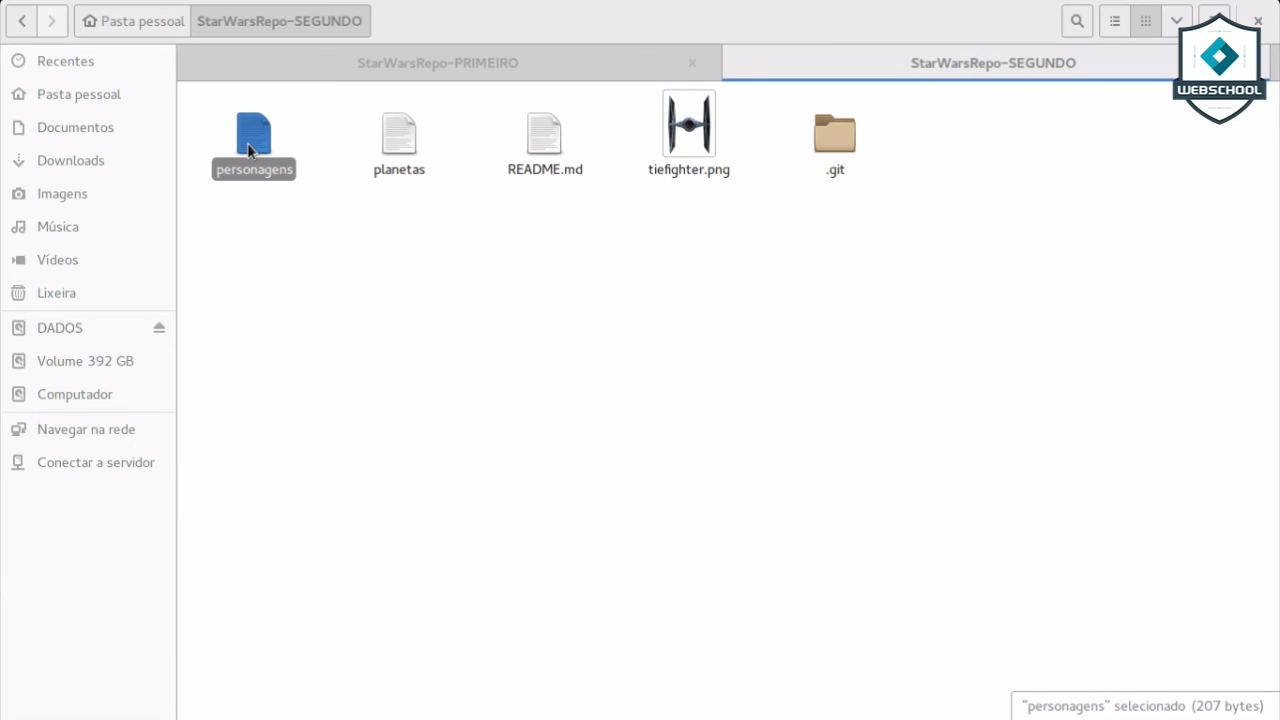 Pasta pessoal StarWarsRepo-SEGUNDO
StarWarsRepo-PRIMEIRO StarWarsRepo-SEGUNDO
WEBSCHOOL
Recentes
Pasta pessoal
Documentos
Downloads
Imagens
Música
Vídeos
Lixeira
DADOS
Volume 392 GB
Computador
Navegar na rede
Conectar a servidor
personagens planetas README.md tiefighter.png .git
"personagens" selecionado (207 bytes)